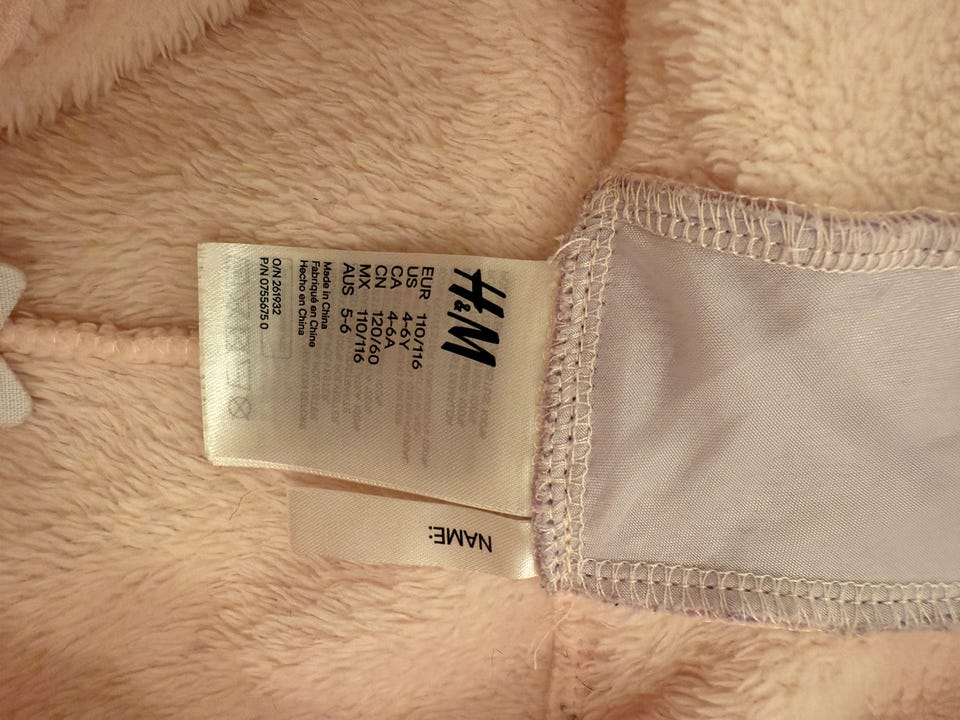 H&M
EUR 110/116
US 4-6Y
CA 4-6A
CN 120/60
MX 110/116
AUS 5-6
Made in China
Fabriqué en Chine
Hecho en China
O/N 261932
P/N 0755675 0
NAME: